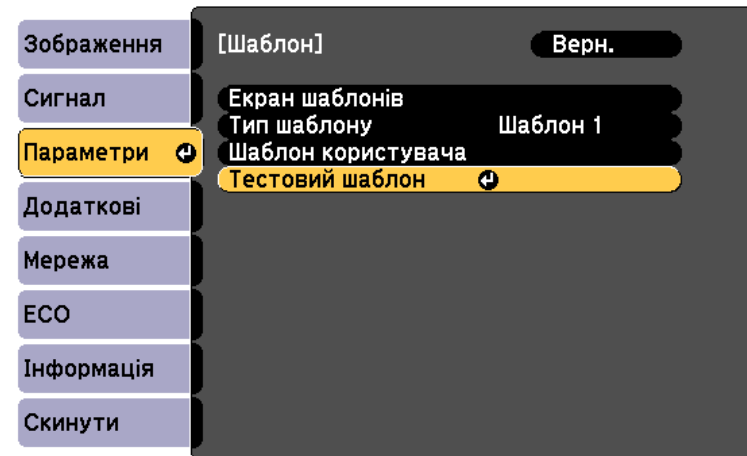 Зображення
Сигнал
Параметри
Додаткові
Мережа
ECO
Інформація
Скинути
[Шаблон] Верн.
Екран шаблонів
Тип шаблону Шаблон 1
Шаблон користувача
Тестовий шаблон